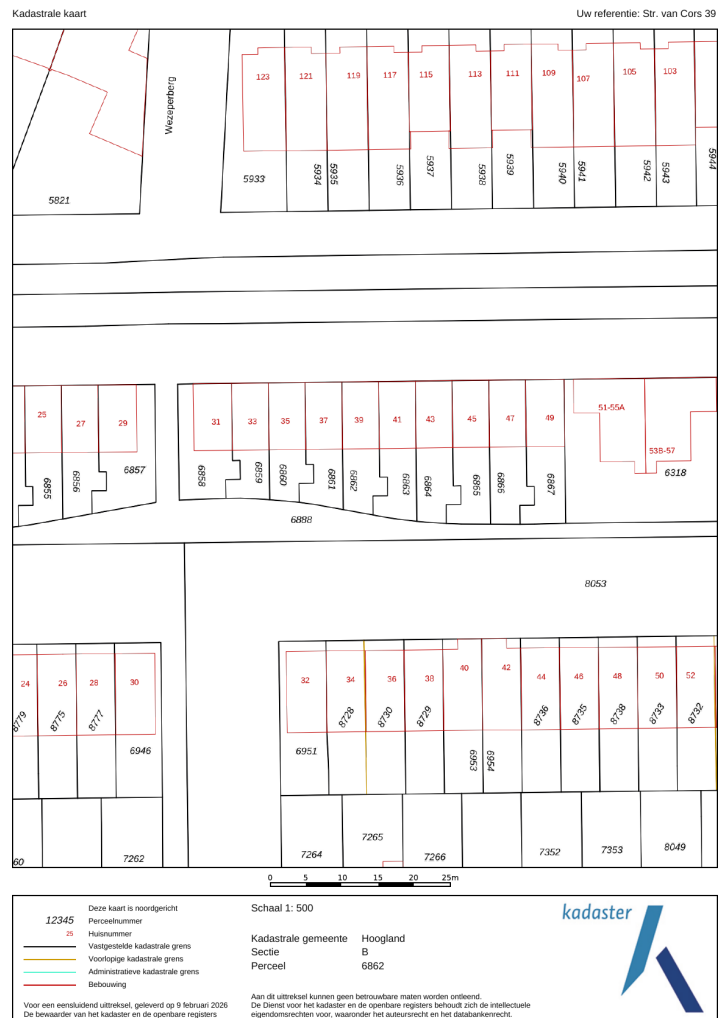 Kadastrale kaart
Uw referentie: Str. van Cors 39
Wezeperberg
123 121 119 117 115 113 111 109 107 105 103
5933 5934 5935 5936 5937 5938 5939 5940 5941 5942 5943 5944
5821
25 27 29 31 33 35 37 39 41 43 45 47 49 51-55A
53B-57
6855 6856 6857 6858 6859 6860 6861 6862 6863 6864 6865 6866 6867 6318
6888
8053
24 26 28 30 32 34 36 38 40 42 44 46 48 50 52
8779 8775 8777 8728 8730 8729 8736 8735 8738 8733 8732
6946 6951 6953 6954
60 7262 7264 7265 7266 7352 7353 8049
0 5 10 15 20 25m
Deze kaart is noordgericht
12345 Perceelnummer
25 Huisnummer
Vastgestelde kadastrale grens
Voorlopige kadastrale grens
Administratieve kadastrale grens
Bebouwing
Voor een eensluidend uittreksel, geleverd op 9 februari 2026
De bewaarder van het kadaster en de openbare registers
Schaal 1: 500
Kadastrale gemeente Hoogland
Sectie B
Perceel 6862
Aan dit uittreksel kunnen geen betrouwbare maten worden ontleend.
De Dienst voor het kadaster en de openbare registers behoudt zich de intellectuele
eigendomsrechten voor, waaronder het auteursrecht en het databankenrecht.
kadaster